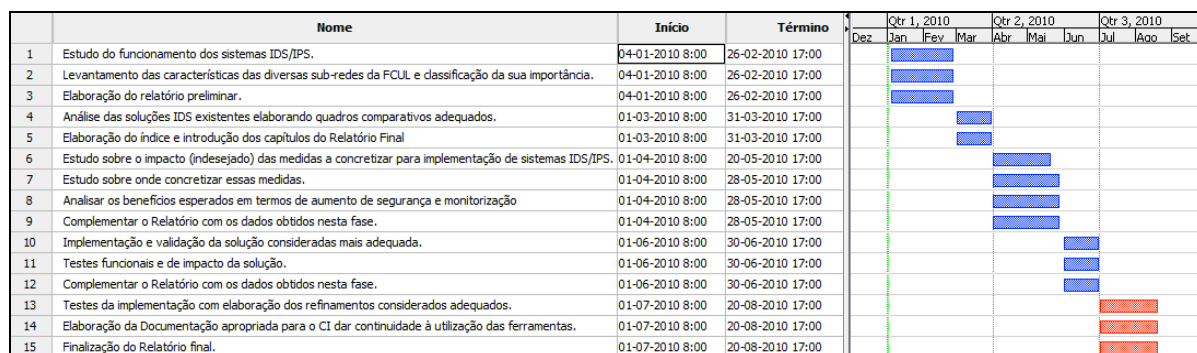 Nome Início Término Qtr 1, 2010 Qtr 2, 2010 Qtr 3, 2010
Dez Jan Fev Mar Abr Mai Jun Jul Ago Set
1 Estudo do funcionamento dos sistemas IDS/IPS. 04-01-2010 8:00 26-02-2010 17:00
2 Levantamento das características das diversas sub-redes da FCUL e classificação da sua importância. 04-01-2010 8:00 26-02-2010 17:00
3 Elaboração do relatório preliminar. 04-01-2010 8:00 26-02-2010 17:00
4 Análise das soluções IDS existentes elaborando quadros comparativos adequados. 01-03-2010 8:00 31-03-2010 17:00
5 Elaboração do índice e introdução dos capítulos do Relatório Final 01-03-2010 8:00 31-03-2010 17:00
6 Estudo sobre o impacto (indesejado) das medidas a concretizar para implementação de sistemas IDS/IPS. 01-04-2010 8:00 20-05-2010 17:00
7 Estudo sobre onde concretizar essas medidas. 01-04-2010 8:00 28-05-2010 17:00
8 Analisar os benefícios esperados em termos de aumento de segurança e monitorização 01-04-2010 8:00 28-05-2010 17:00
9 Complementar o Relatório com os dados obtidos nesta fase. 01-04-2010 8:00 28-05-2010 17:00
10 Implementação e validação da solução consideradas mais adequada. 01-06-2010 8:00 30-06-2010 17:00
11 Testes funcionais e de impacto da solução. 01-06-2010 8:00 30-06-2010 17:00
12 Complementar o Relatório com os dados obtidos nesta fase. 01-06-2010 8:00 30-06-2010 17:00
13 Testes da implementação com elaboração dos refinamentos considerados adequados. 01-07-2010 8:00 20-08-2010 17:00
14 Elaboração da Documentação apropriada para o CI dar continuidade à utilização das ferramentas. 01-07-2010 8:00 20-08-2010 17:00
15 Finalização do Relatório final. 01-07-2010 8:00 20-08-2010 17:00